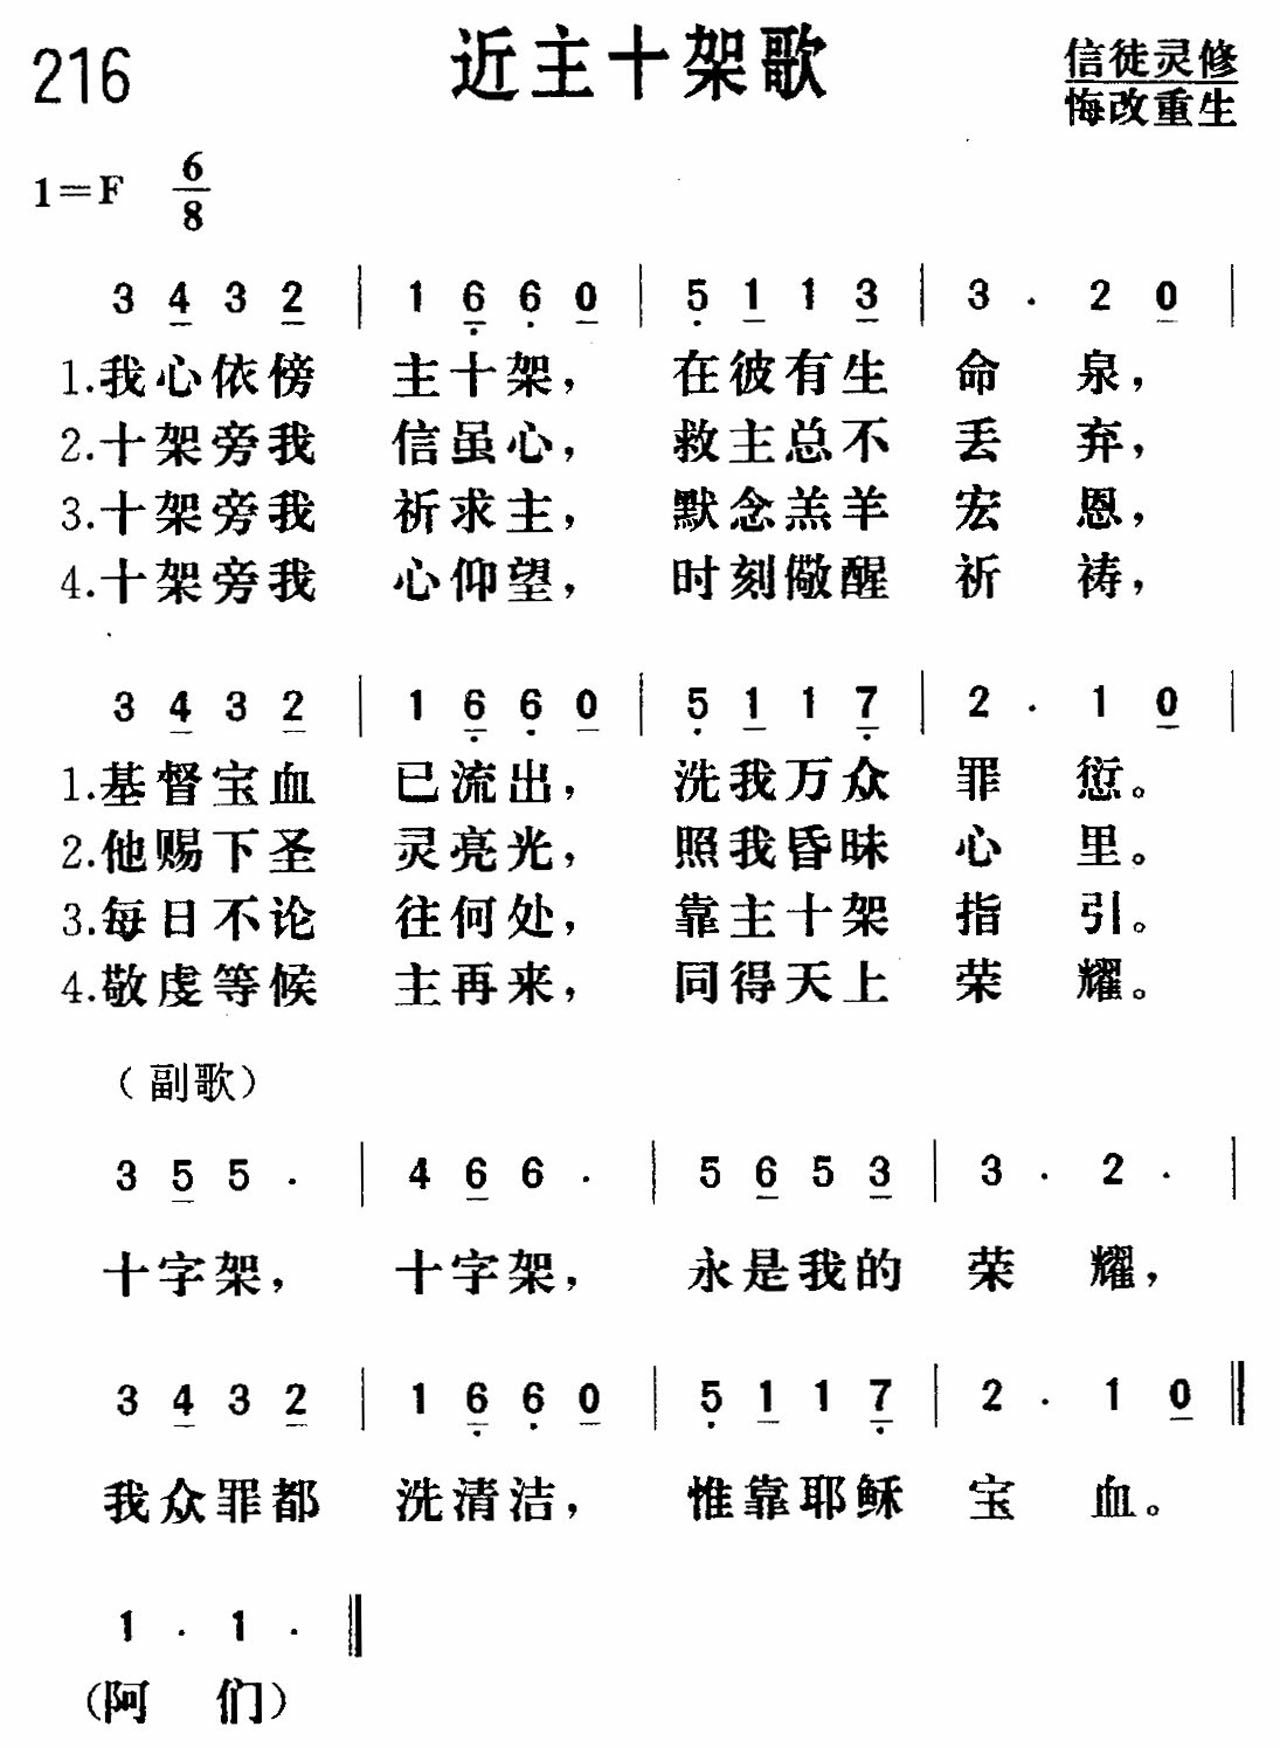 216
近主十架歌
信徒灵修
悔改重生
1=F 6/8
3 4 3 2 | 1 6 6 0 | 5 1 1 3 | 3 · 2 0 |
1.我心依傍 主十架， 在彼有生 命 泉，
2.十架旁我 信虽心， 救主总不 丢 弃，
3.十架旁我 祈求主， 默念羔羊 宏 恩，
4.十架旁我 心仰望， 时刻儆醒 祈 祷，
3 4 3 2 | 1 6 6 0 | 5 1 1 7 | 2 · 1 0 |
1.基督宝血 已流出， 洗我万众 罪 愆。
2.他赐下圣 灵亮光， 照我昏昧 心 里。
3.每日不论 往何处， 靠主十架 指 引。
4.敬虔等候 主再来， 同得天上 荣 耀。
（副歌）
3 5 5 · | 4 6 6 · | 5 6 5 3 | 3 · 2 · |
十字架， 十字架， 永是我的 荣 耀，
3 4 3 2 | 1 6 6 0 | 5 1 1 7 | 2 · 1 0 ‖
我众罪都 洗清洁， 惟靠耶稣 宝 血。
1 · 1 · ‖
(阿 们)